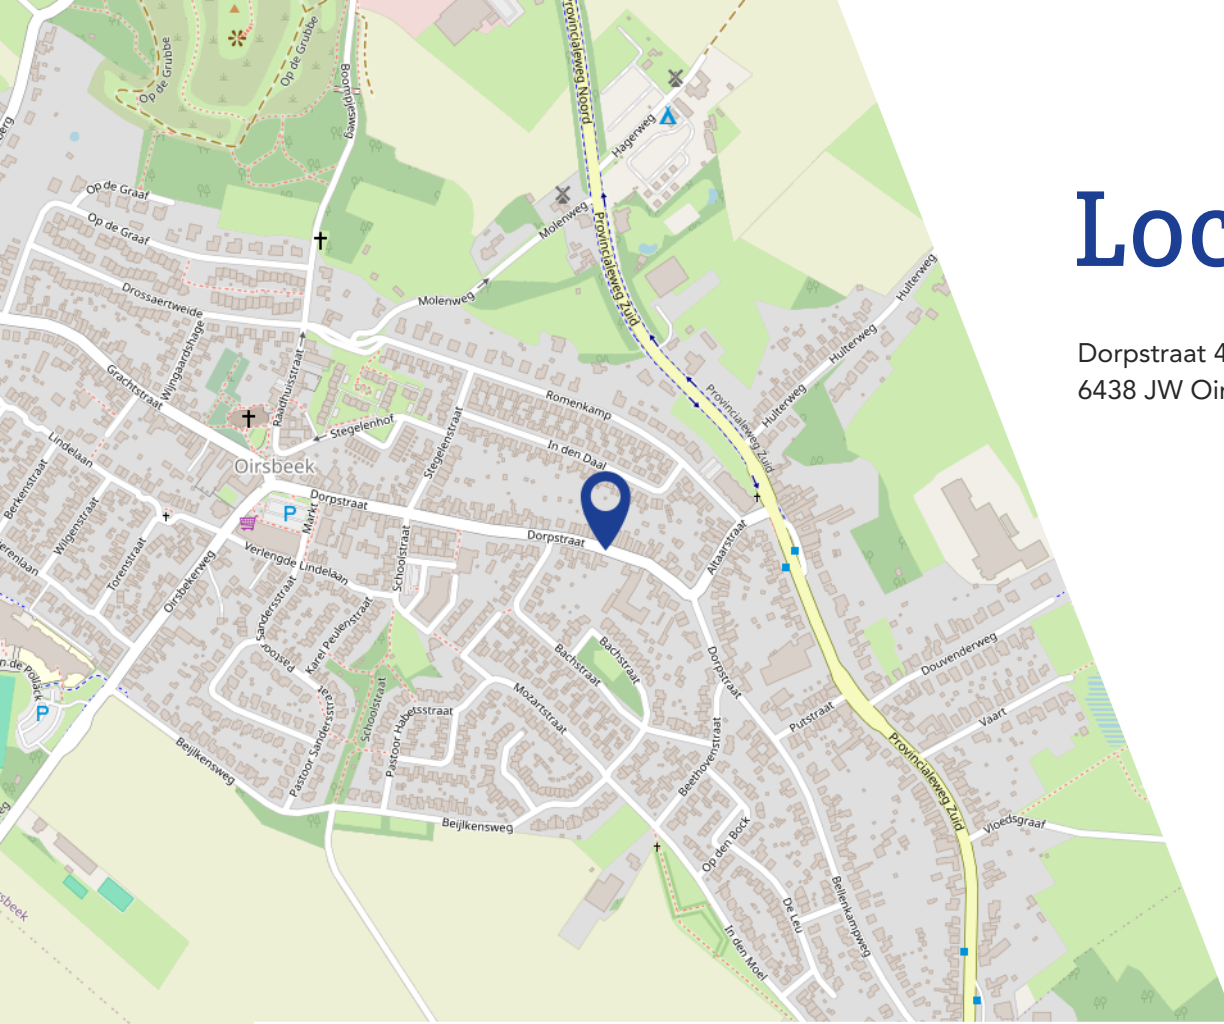 Provincialeweg Noord
Op de Grubbe
Op de Grubbe
Boompjesweg
Hagerweg
Op de Graaf
Op de Graaf
Molenweg
Provincialeweg Zuid
Loc
Drossaertweide
Molenweg
Hulterweg
Hulterweg
Hulterweg
Dorpstraat 4
6438 JW Oir
Grachtstraat
Wijngaardshage
Raadhuisstraat
Romenkamp
Provincialeweg Zuid
Stegelenhof
Stegelenstraat
In den Daal
Lindelaan
Oirsbeek
Berkenstraat
Dorpstraat
Markt
P
Wilgenstraat
Dorpstraat
Altaarstraat
Torenstraat
Verlengde Lindelaan
Schoolstraat
Oirsbekerweg
Karel Peulenstraat
Pastoor Sandersstraat
Bachstraat
Bachstraat
Dorpstraat
Douvenderweg
P
Schoolstraat
Pastoor Habetsstraat
Mozartstraat
Putstraat
Vaart
Pastoor Sandersstraat
Beethovenstraat
Beijlkensweg
Provincialeweg Zuid
Beijlkensweg
Vloedsgraaf
Op den Bock
De Leu
Bellenkampweg
In den Moel